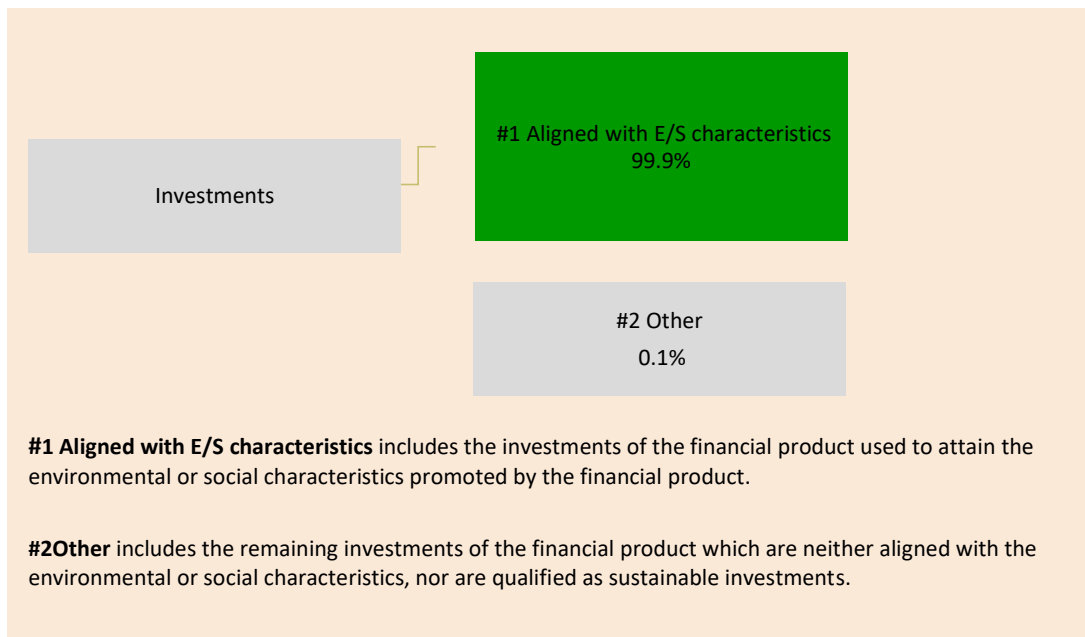 #1 Aligned with E/S characteristics
99.9%
Investments
#2 Other
0.1%
#1 Aligned with E/S characteristics includes the investments of the financial product used to attain the
environmental or social characteristics promoted by the financial product.
#2Other includes the remaining investments of the financial product which are neither aligned with the
environmental or social characteristics, nor are qualified as sustainable investments.